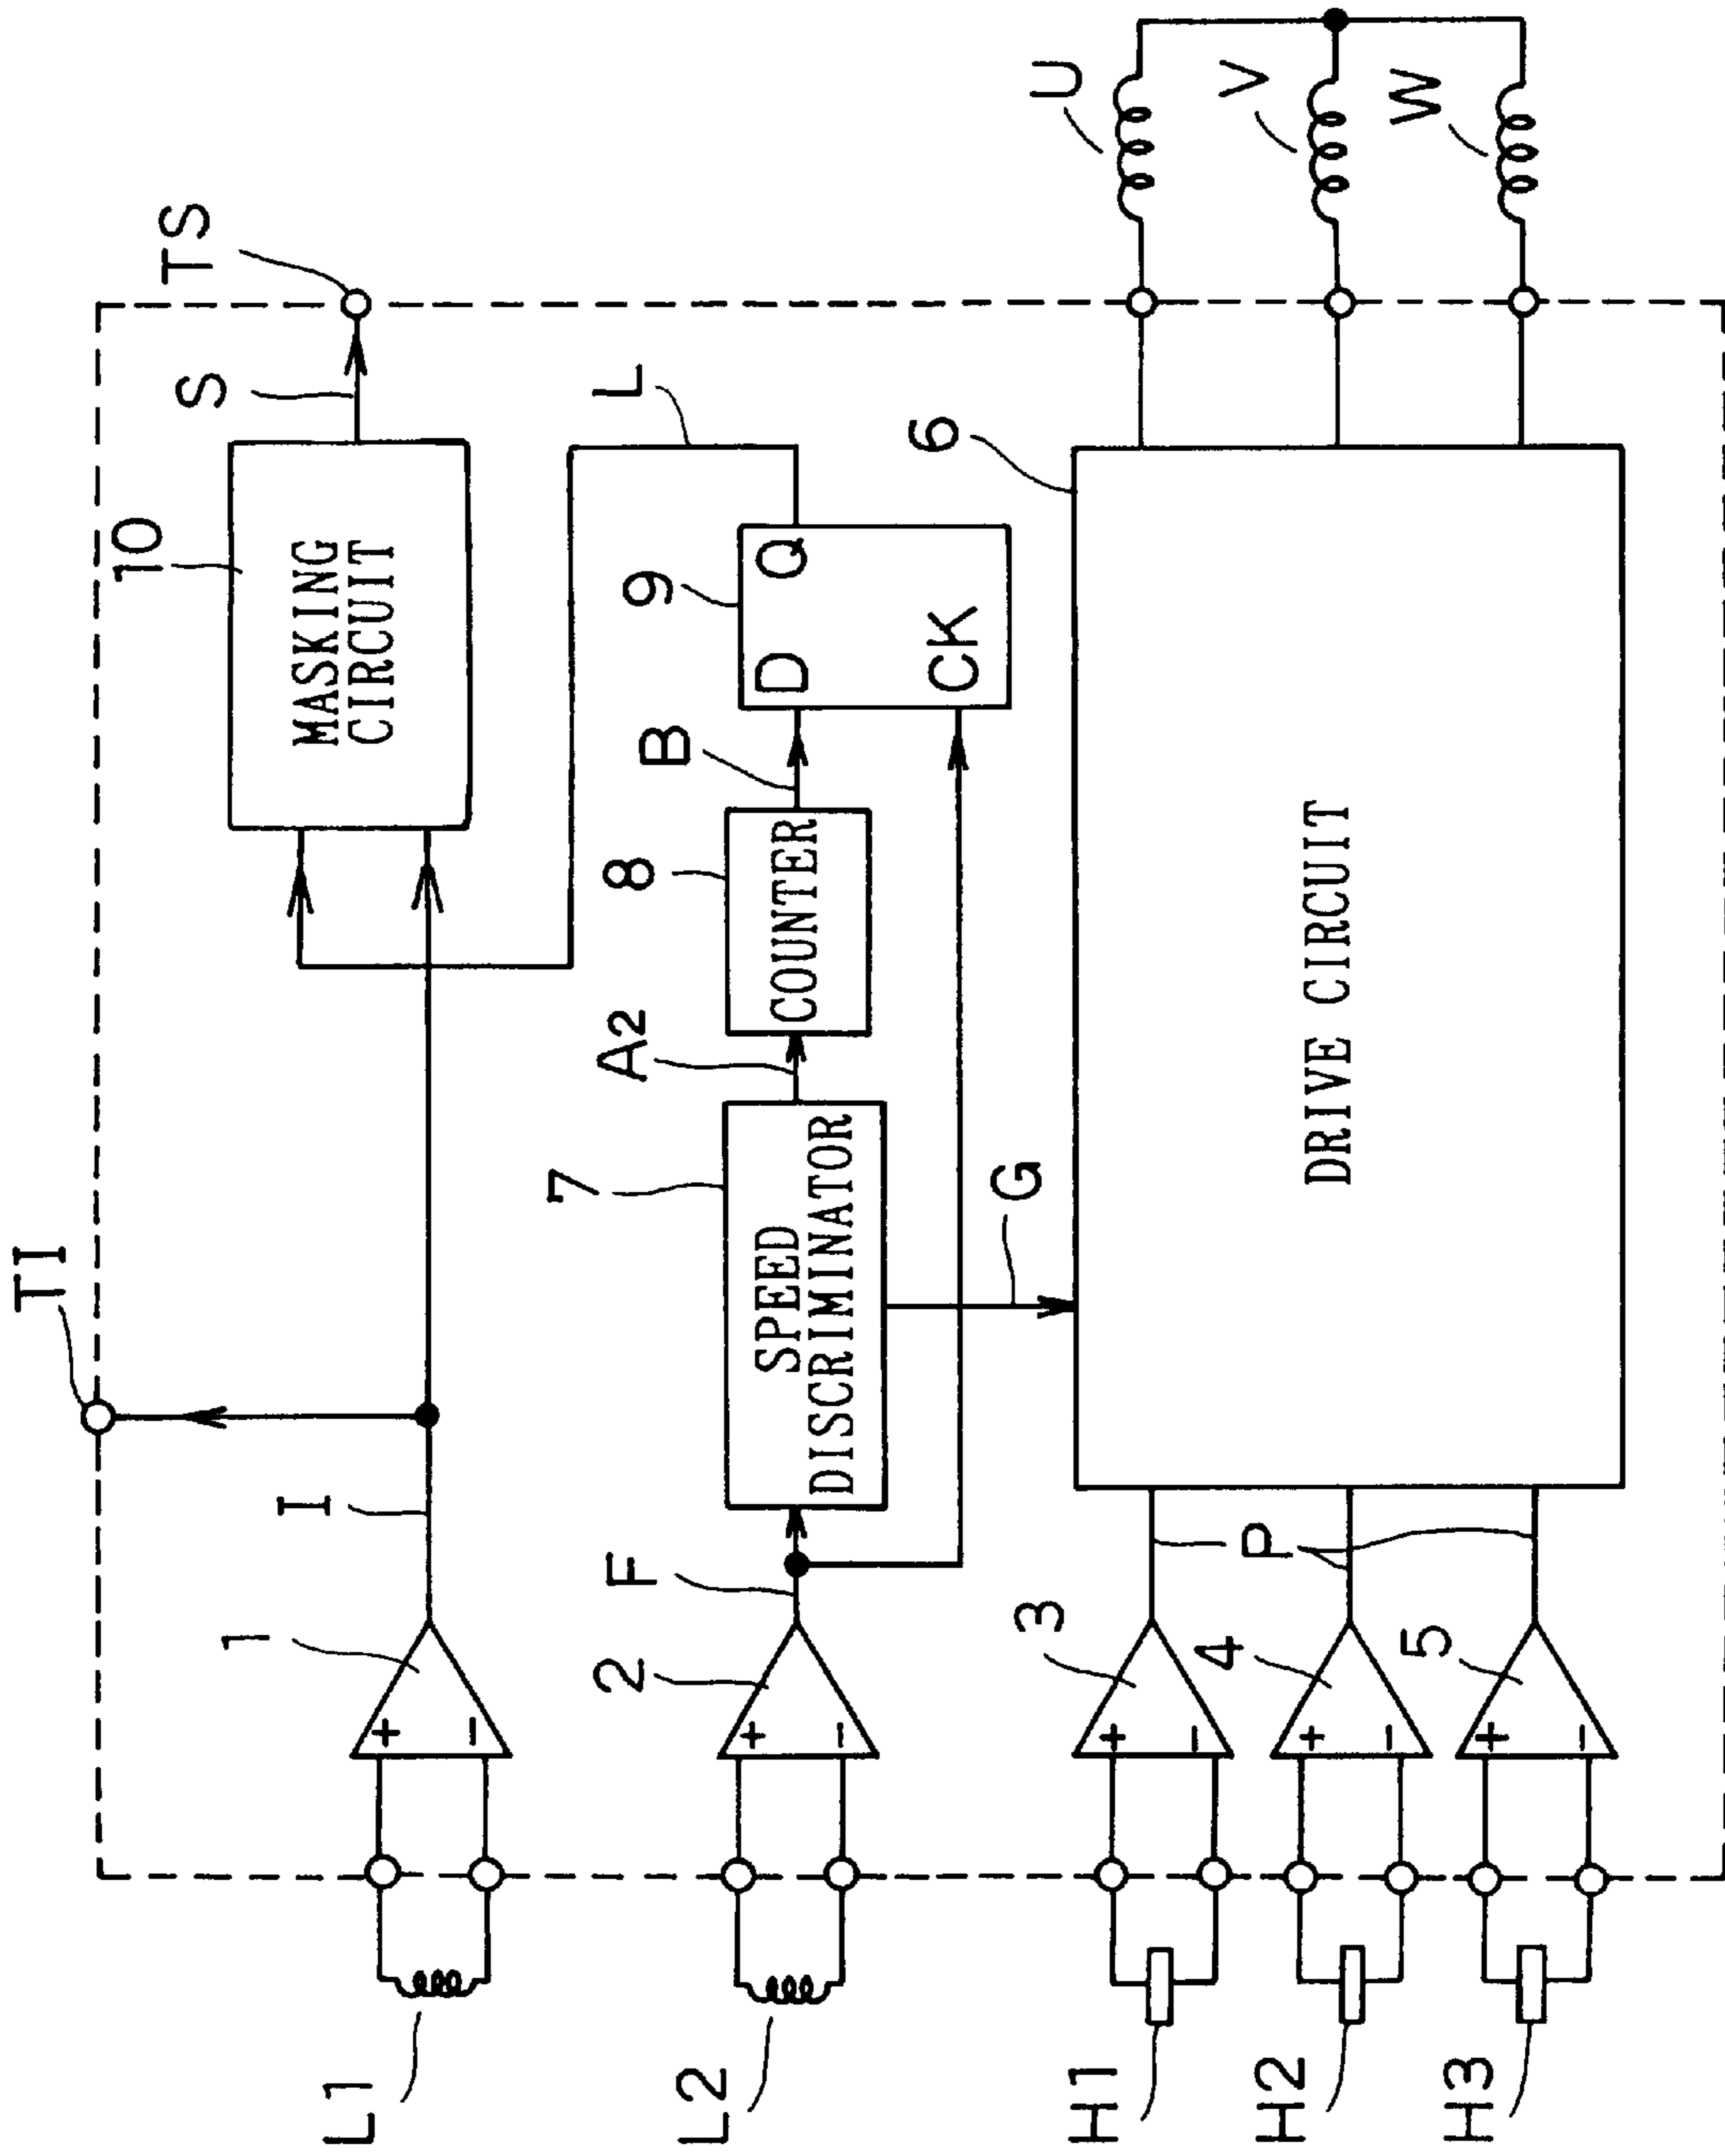 TI
TS
10
S
MASKING
CIRCUIT
I
1
L1
L
7
8
9
F
A2
B
2
SPEED
DISCRIMINATOR
COUNTER
D
Q
CK
L2
G
6
U
3
P
V
4
DRIVE CIRCUIT
W
5
H1
H2
H3
+
−
+
−
+
−
+
−
+
−